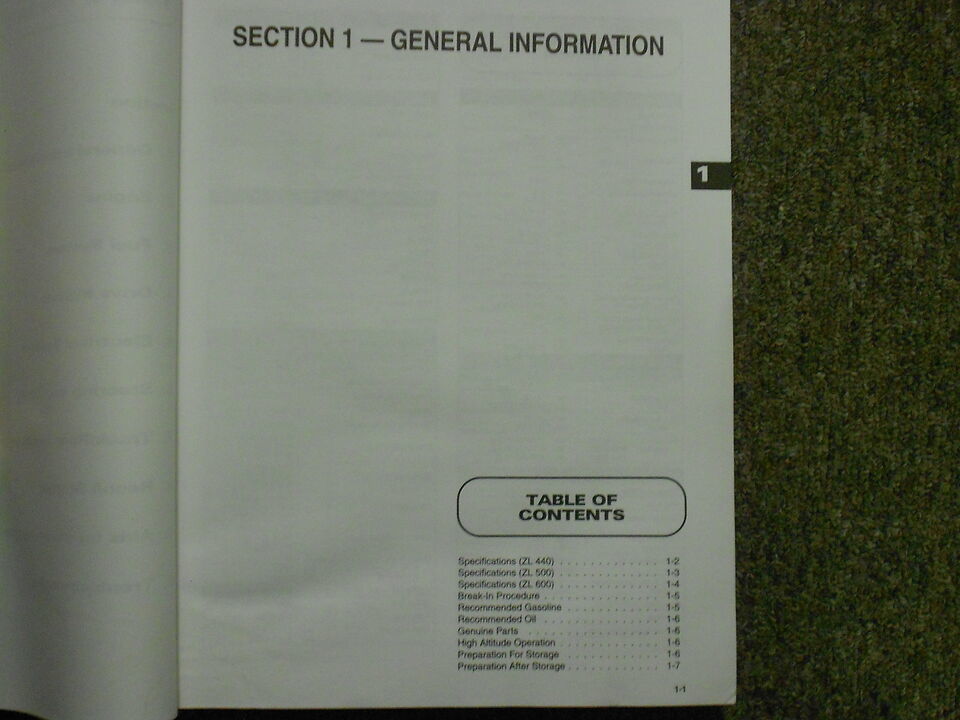 SECTION 1 — GENERAL INFORMATION
1
TABLE OF
CONTENTS
Specifications (ZL 440) . . . . . . . . . . . . . . 1-2
Specifications (ZL 500) . . . . . . . . . . . . . . 1-3
Specifications (ZL 600) . . . . . . . . . . . . . . 1-4
Break-In Procedure . . . . . . . . . . . . . . . . 1-5
Recommended Gasoline . . . . . . . . . . . . . 1-5
Recommended Oil . . . . . . . . . . . . . . . . 1-6
Genuine Parts . . . . . . . . . . . . . . . . . . 1-6
High Altitude Operation . . . . . . . . . . . . . . 1-6
Preparation For Storage . . . . . . . . . . . . . 1-6
Preparation After Storage . . . . . . . . . . . . . 1-7
1-1